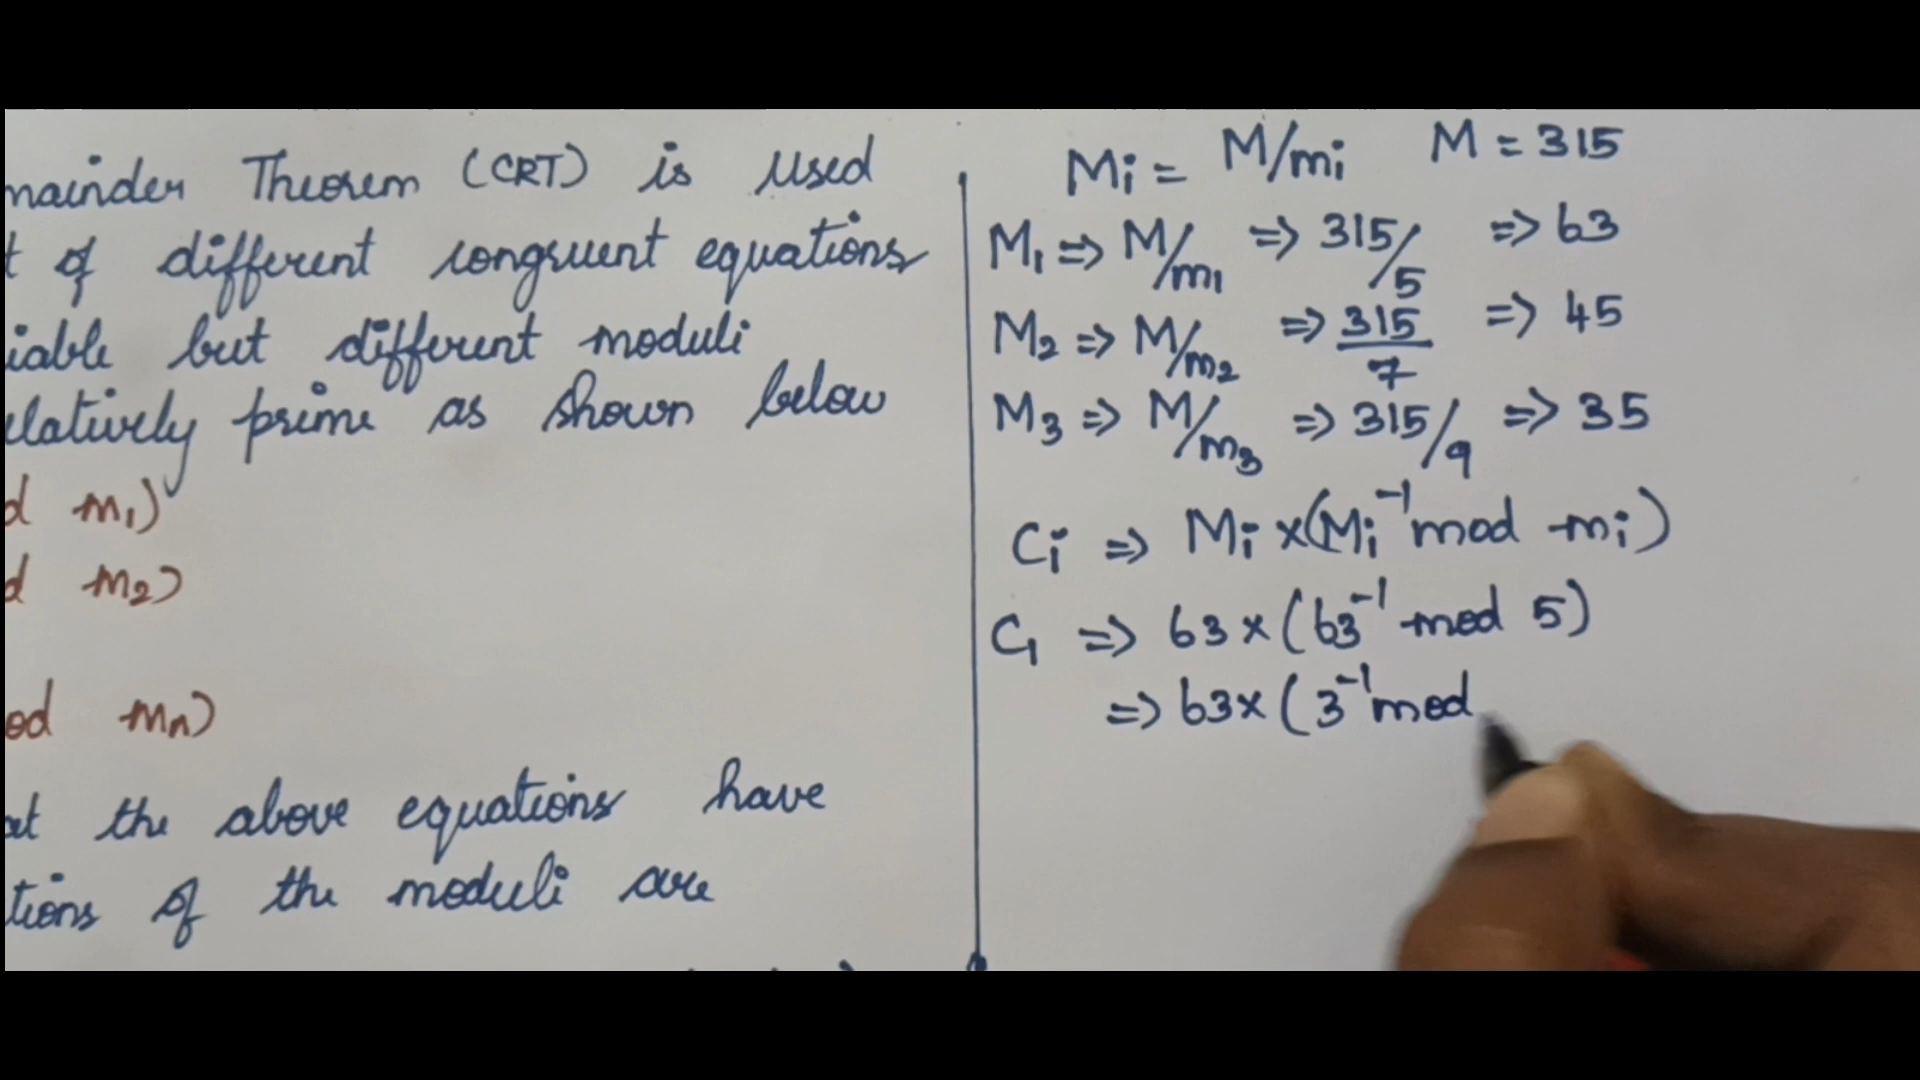 mainder Theorem (CRT) is used
t of different congruent equations
iable but different moduli
elatively prime as shown below
d m₁)
d m₂)
od mₙ)
at the above equations have
tions of the moduli are
Mi = M/mi M = 315
M₁ => M/m₁ => 315/5 => 63
M₂ => M/m₂ => 315/7 => 45
M₃ => M/m₃ => 315/9 => 35
Ci => Mi x (Mi⁻¹ mod mi)
C₁ => 63 x (63⁻¹ mod 5)
=> 63 x (3⁻¹ mod